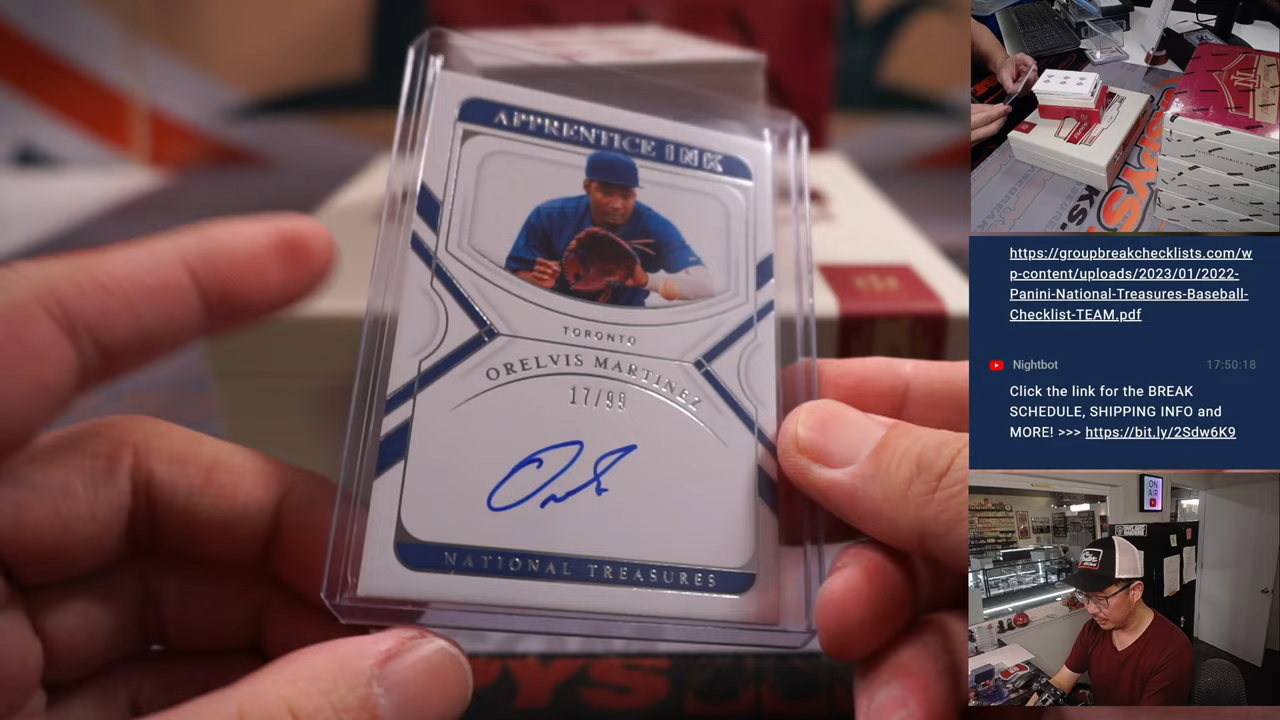 APPRENTICE INK
TORONTO
ORELVIS MARTINEZ
17/99
NATIONAL TREASURES
https://groupbreakchecklists.com/w
p-content/uploads/2023/01/2022-
Panini-National-Treasures-Baseball-
Checklist-TEAM.pdf
Nightbot 17:50:18
Click the link for the BREAK
SCHEDULE, SHIPPING INFO and
MORE! >>> https://bit.ly/2Sdw6K9
ON
AIR